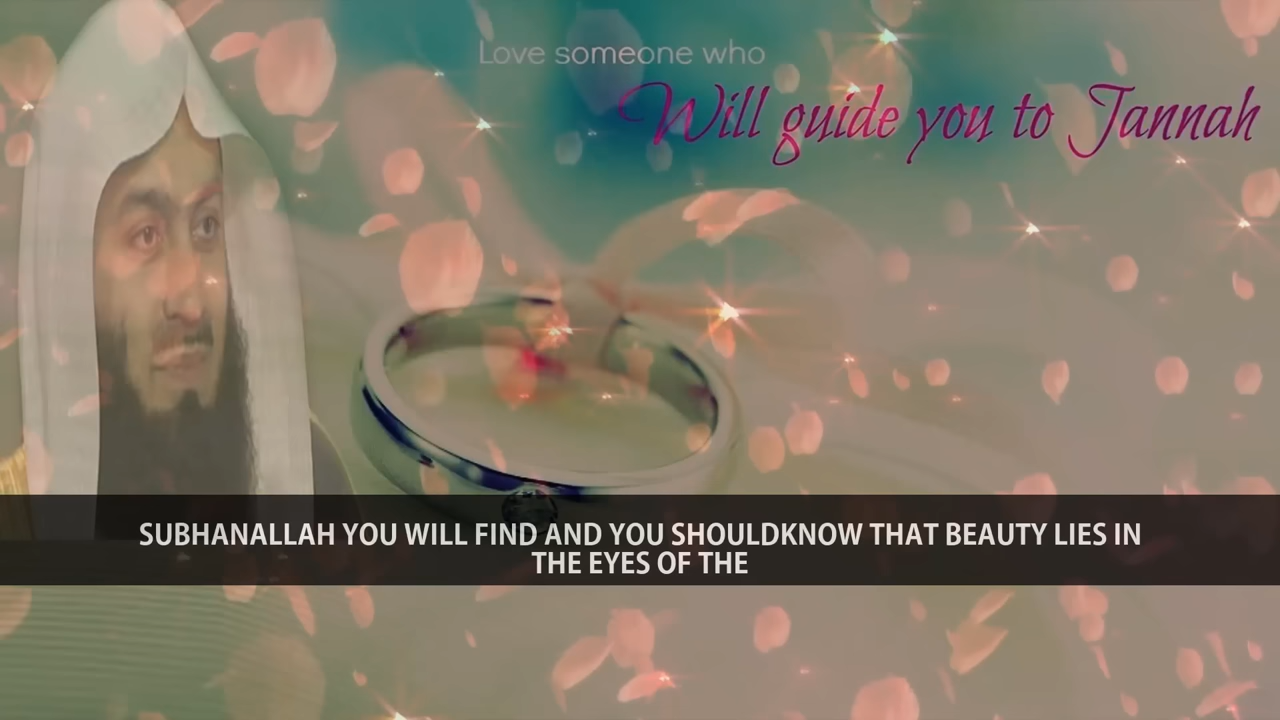 Love someone who
Will guide you to Jannah
SUBHANALLAH YOU WILL FIND AND YOU SHOULDKNOW THAT BEAUTY LIES IN
THE EYES OF THE